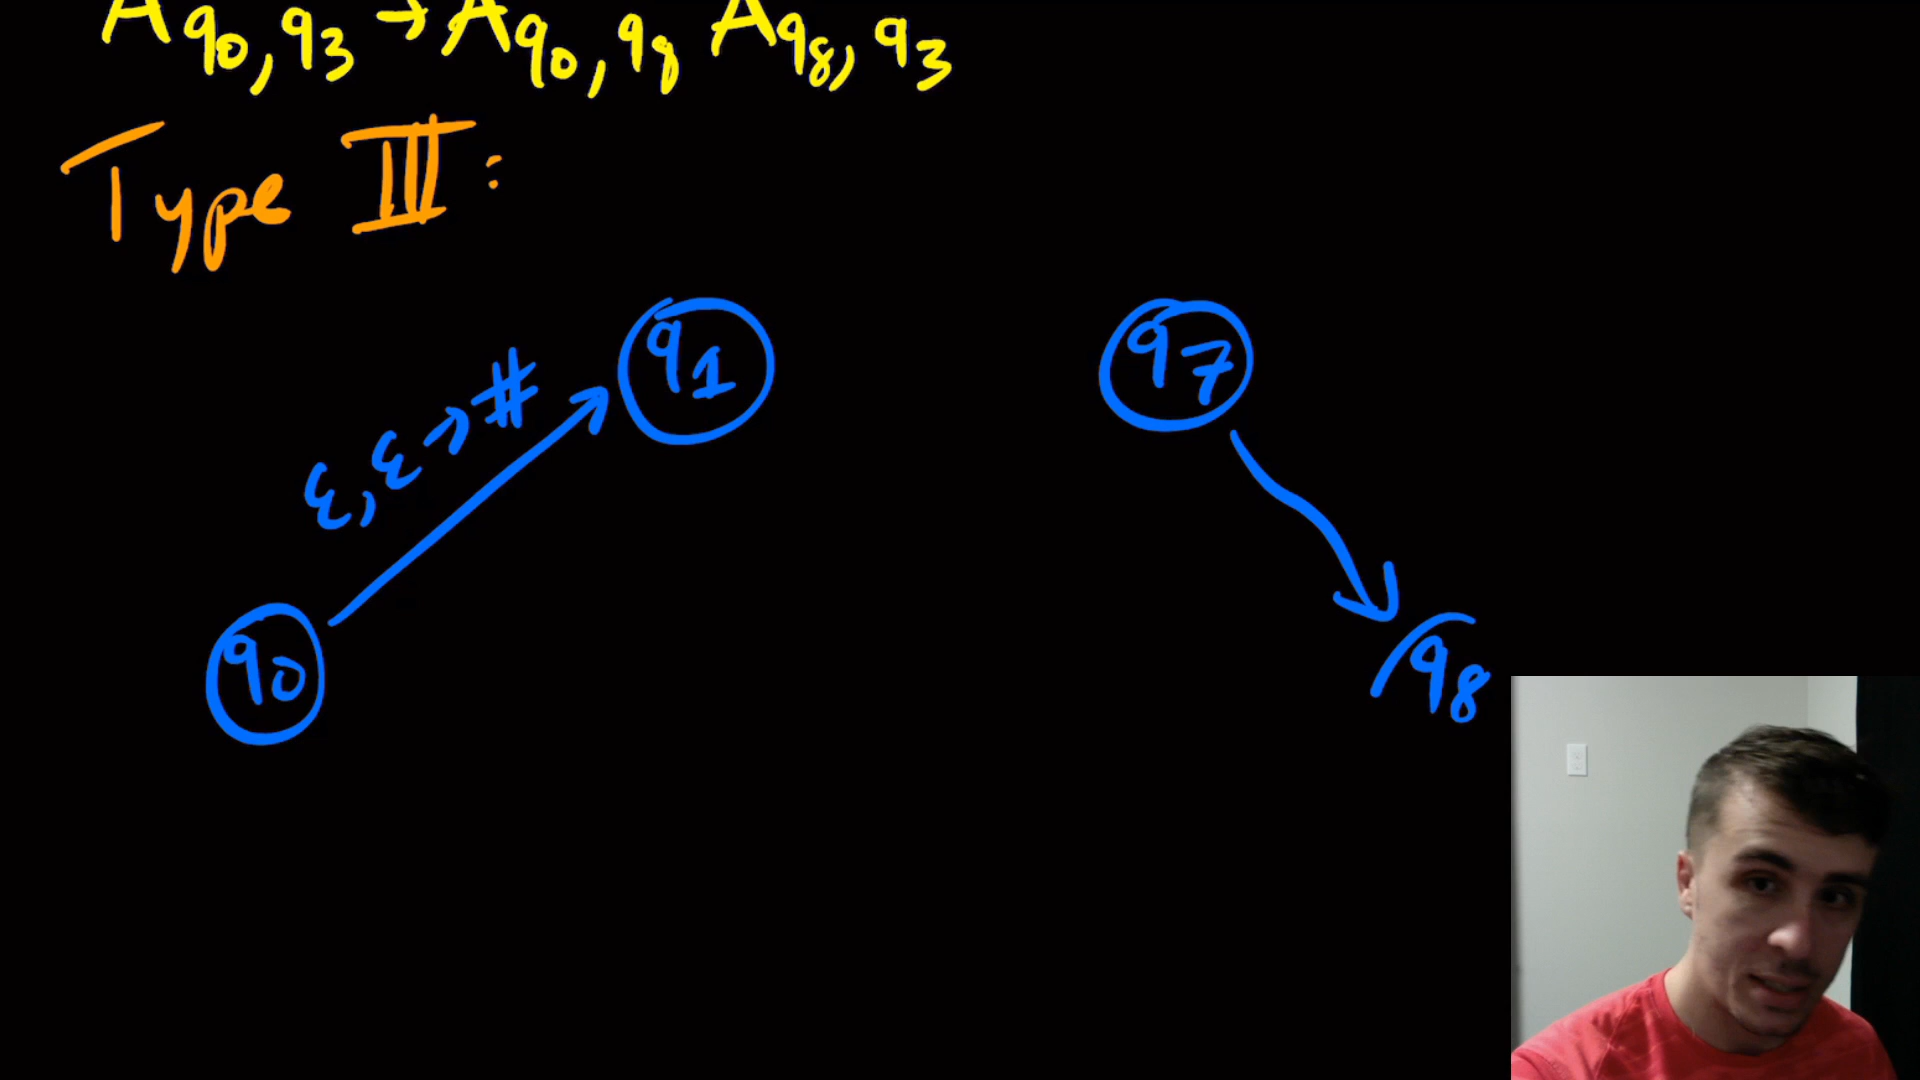 A q0, q3 → A q0, q8 A q8, q3
Type III:
q1
q7
ε, ε → #
q0
q8